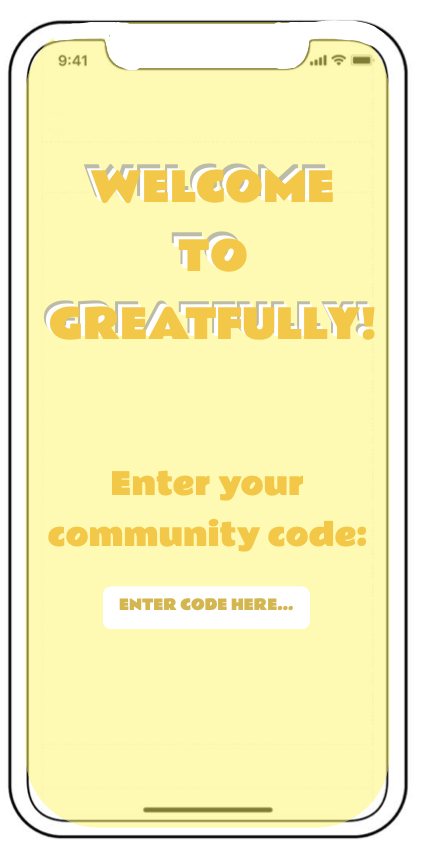 9:41
WELCOME
TO
GREATFULLY!
Enter your
community code:
ENTER CODE HERE...